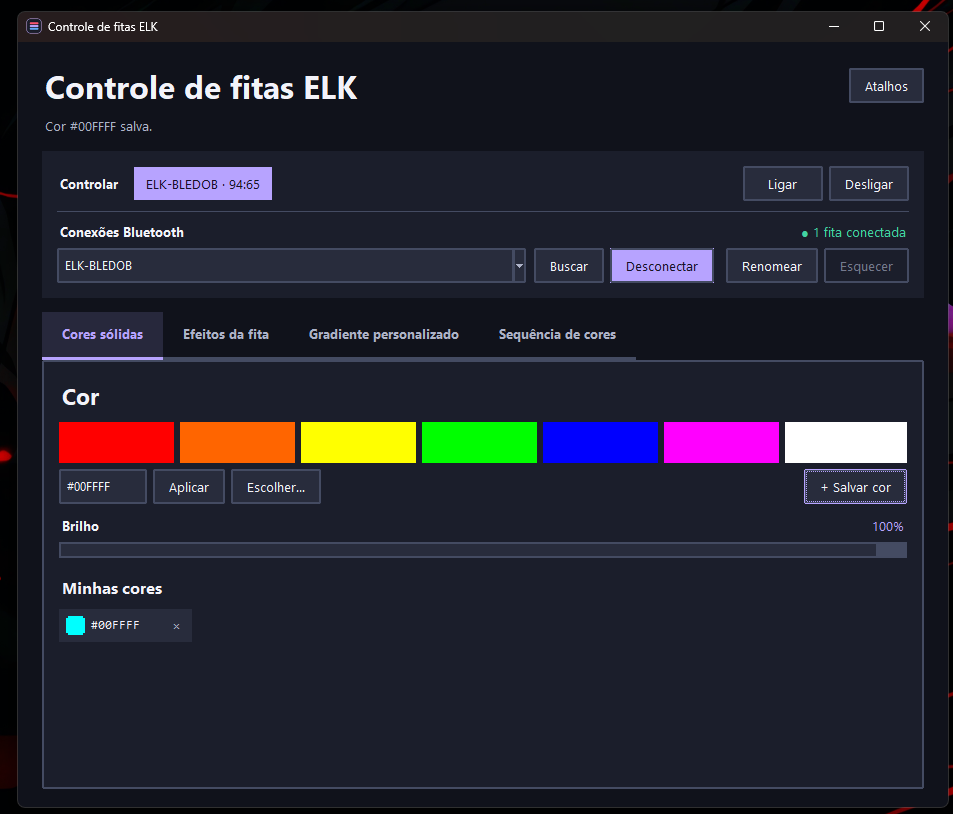 Controle de fitas ELK
Controle de fitas ELK
Atalhos
Cor #00FFFF salva.
Controlar ELK-BLEDOB · 94:65 Ligar Desligar
Conexões Bluetooth ● 1 fita conectada
ELK-BLEDOB Buscar Desconectar Renomear Esquecer
Cores sólidas Efeitos da fita Gradiente personalizado Sequência de cores
Cor
#00FFFF Aplicar Escolher... + Salvar cor
Brilho 100%
Minhas cores
#00FFFF ×